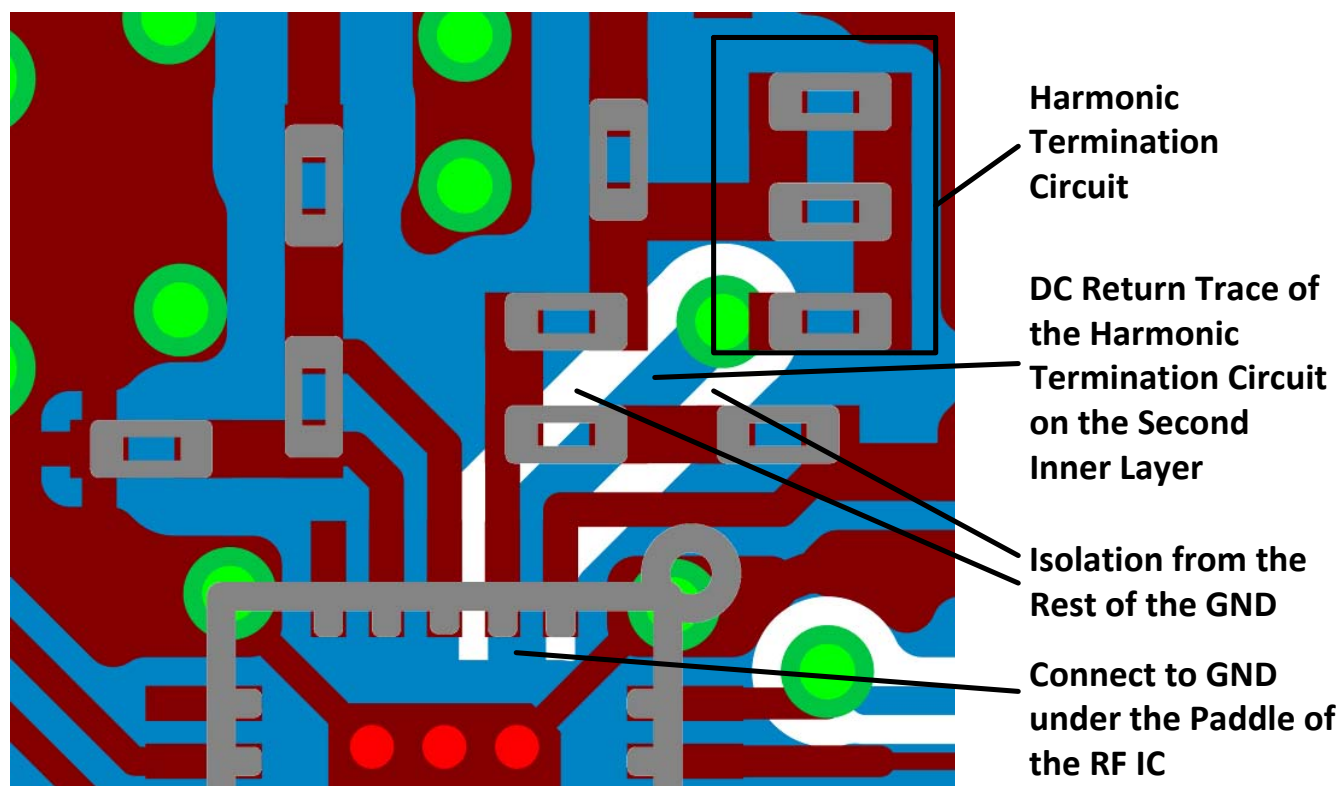 Harmonic
Termination
Circuit
DC Return Trace of
the Harmonic
Termination Circuit
on the Second
Inner Layer
Isolation from the
Rest of the GND
Connect to GND
under the Paddle of
the RF IC